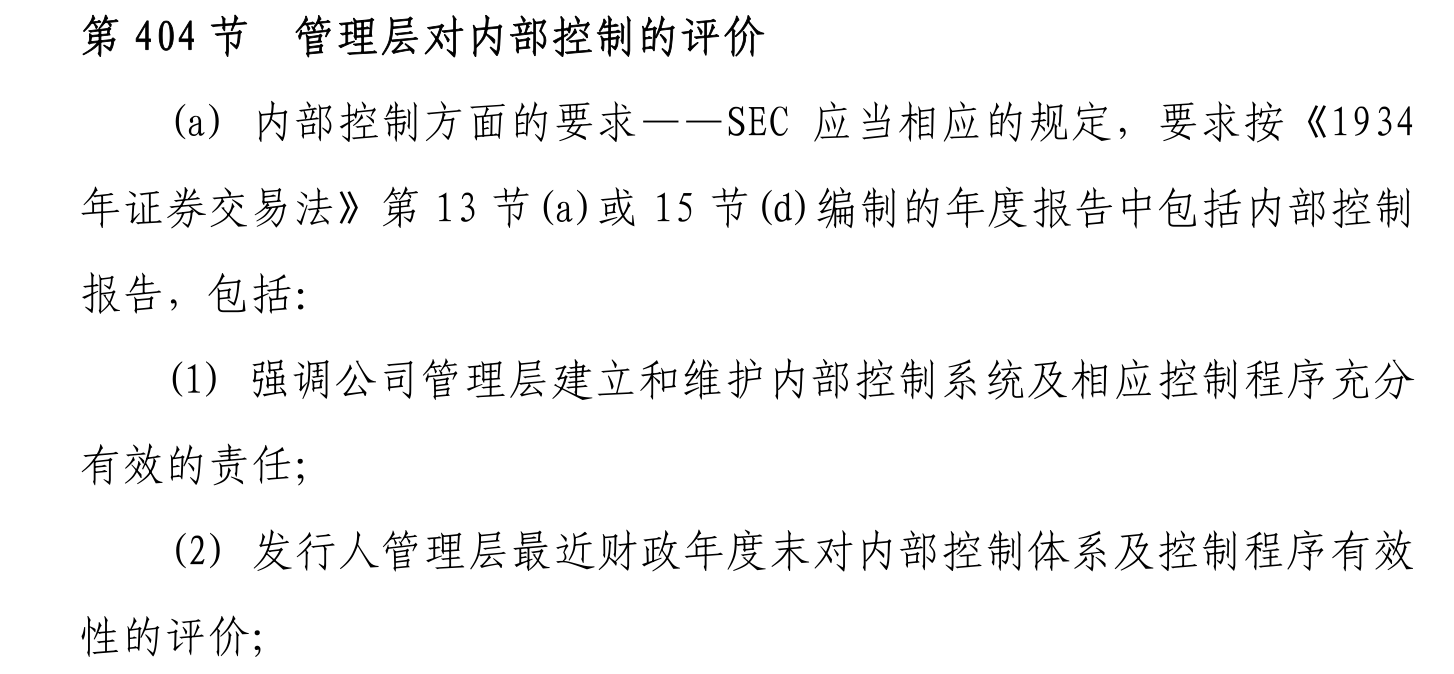 第 404 节　管理层对内部控制的评价
(a) 内部控制方面的要求——SEC 应当相应的规定，要求按《1934
年证券交易法》第 13 节(a)或 15 节(d)编制的年度报告中包括内部控制
报告，包括：
(1) 强调公司管理层建立和维护内部控制系统及相应控制程序充分
有效的责任；
(2) 发行人管理层最近财政年度末对内部控制体系及控制程序有效
性的评价；